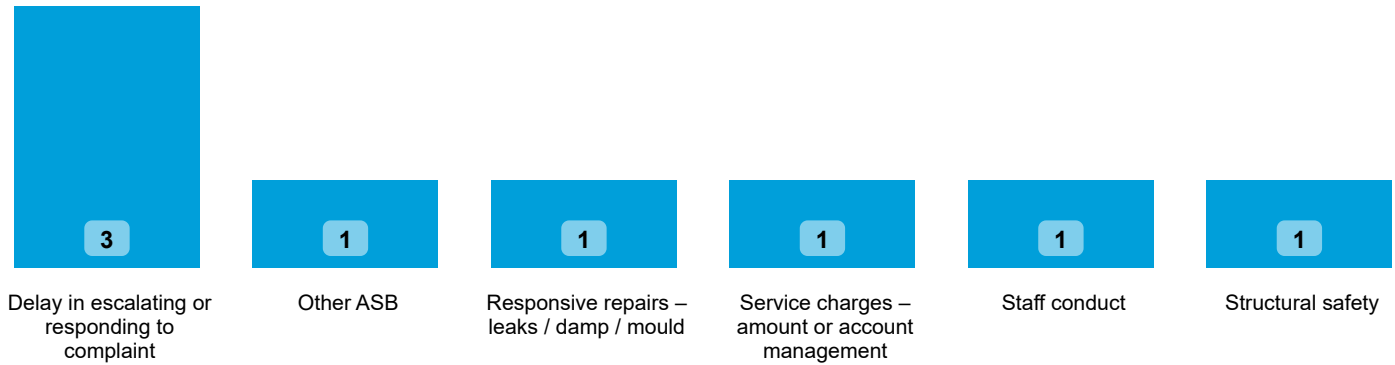 3
1
1
1
1
1
Delay in escalating or
responding to
complaint
Other ASB
Responsive repairs –
leaks / damp / mould
Service charges –
amount or account
management
Staff conduct
Structural safety